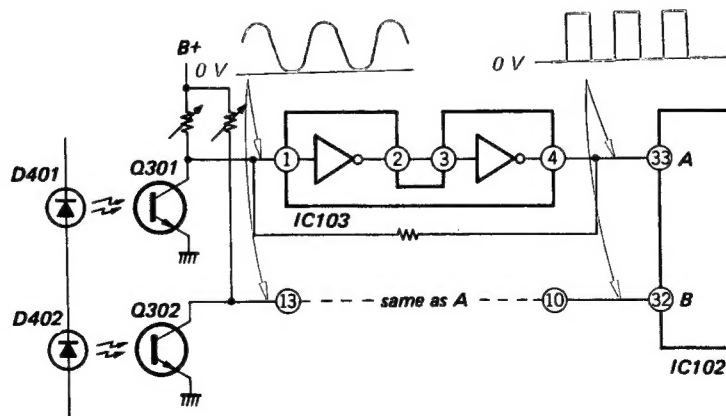 B+
0 V
0 V
D401
Q301
1
2
3
4
33
A
IC103
D402
Q302
13
same as A
10
32
B
IC102